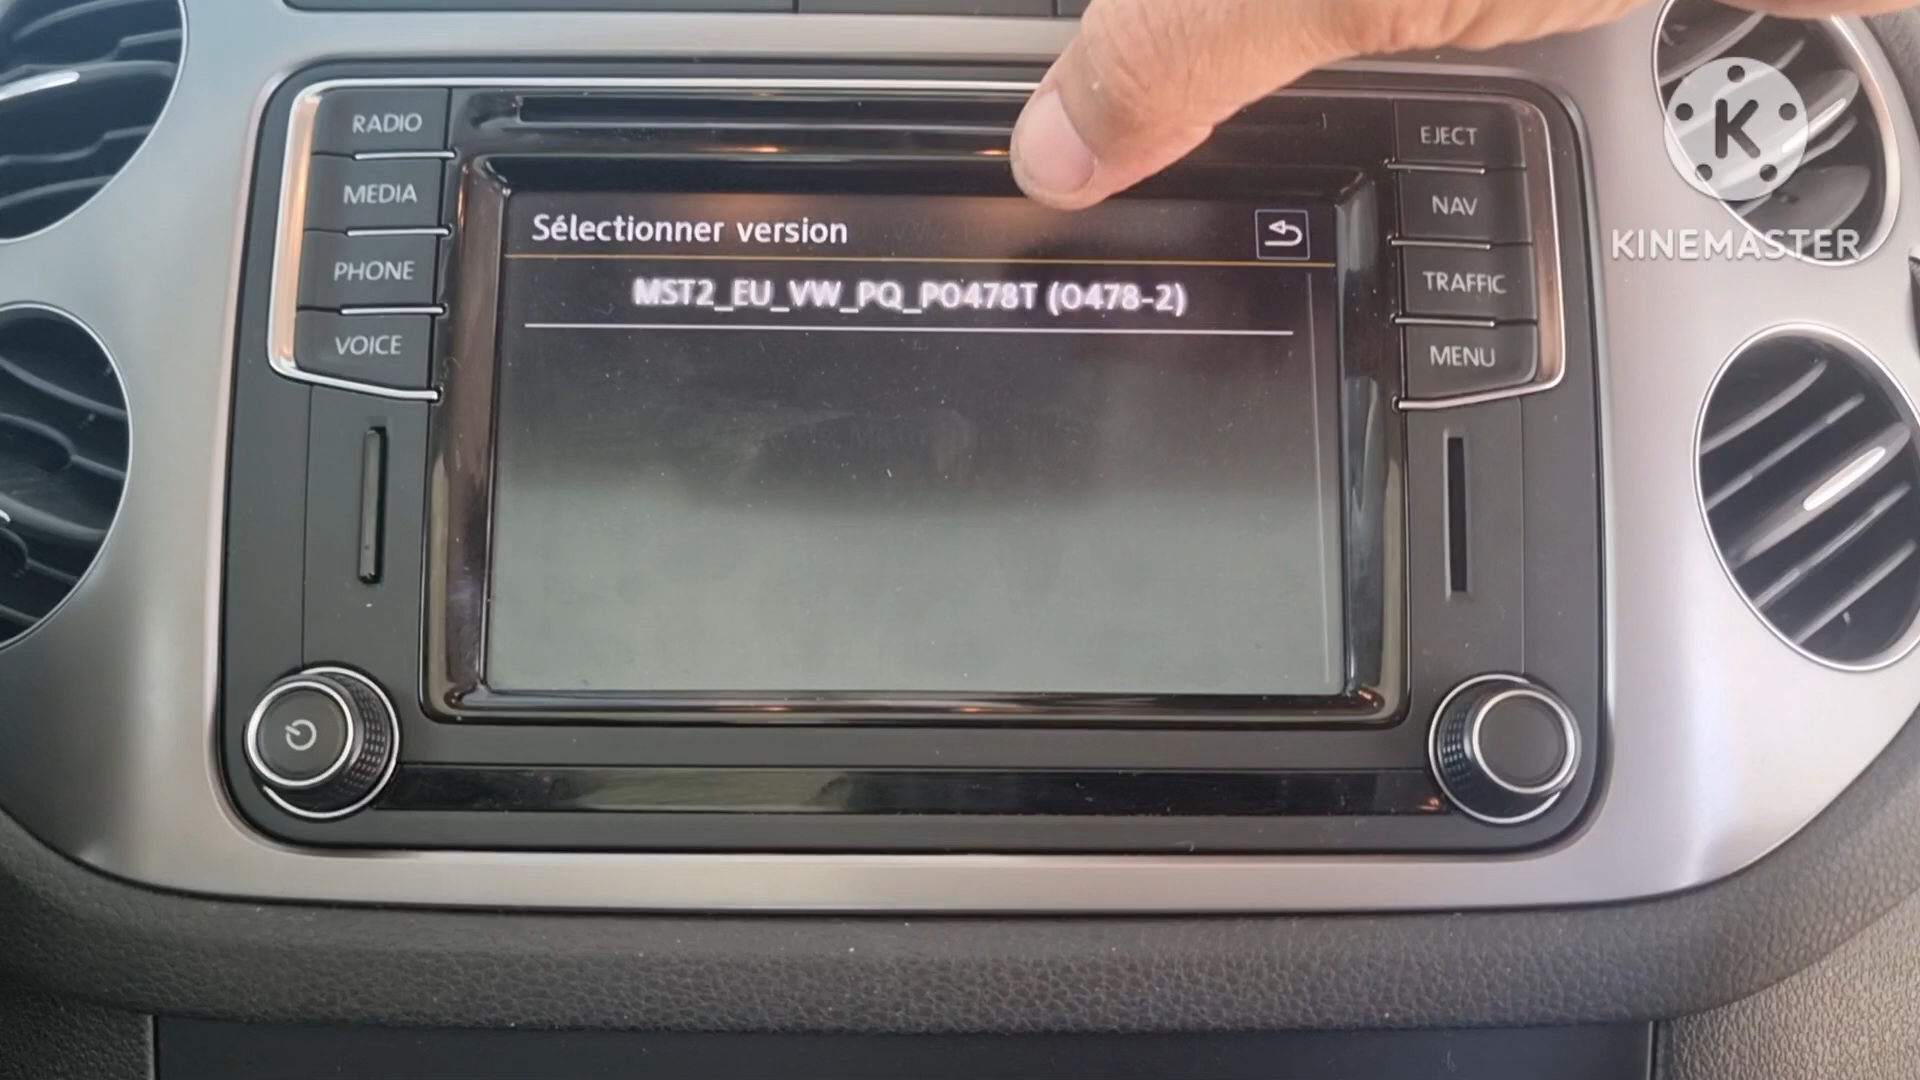 RADIO
MEDIA
PHONE
VOICE
Sélectionner version
MST2_EU_VW_PQ_P0478T (0478-2)
EJECT
NAV
TRAFFIC
MENU
K
KINEMASTER